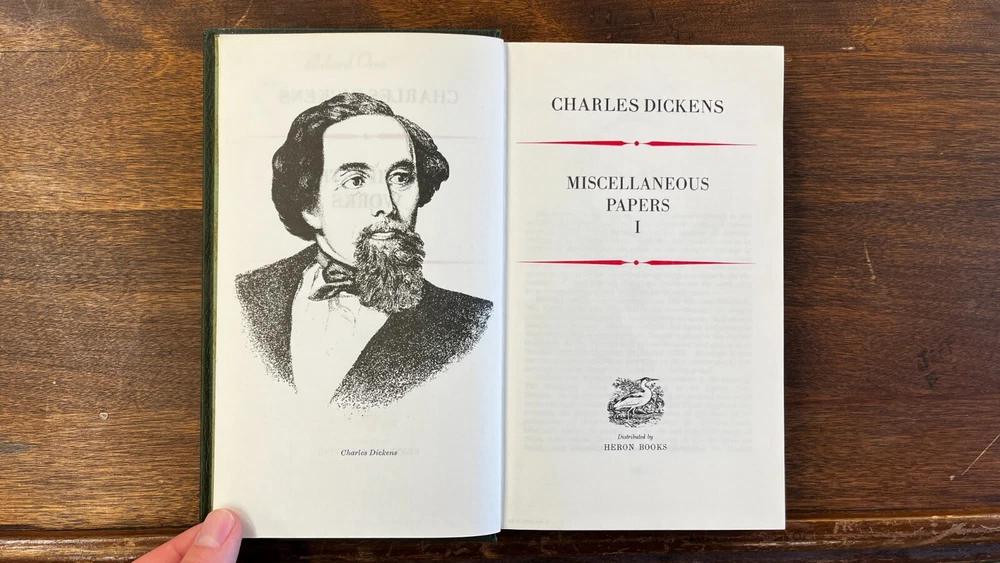 Charles Dickens
CHARLES DICKENS
MISCELLANEOUS
PAPERS
I
Distributed by
HERON BOOKS